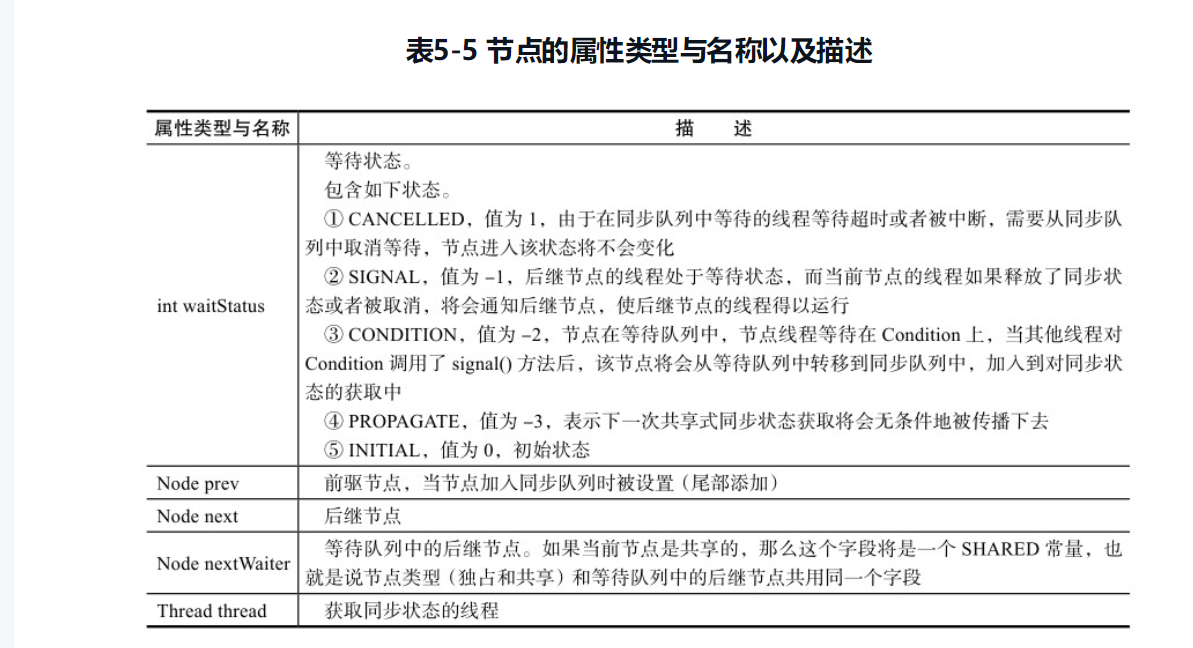 表5-5 节点的属性类型与名称以及描述
属性类型与名称 描 述
等待状态。
包含如下状态。
① CANCELLED，值为 1，由于在同步队列中等待的线程等待超时或者被中断，需要从同步队
列中取消等待，节点进入该状态将不会变化
② SIGNAL，值为 –1，后继节点的线程处于等待状态，而当前节点的线程如果释放了同步状
int waitStatus 态或者被取消，将会通知后继节点，使后继节点的线程得以运行
③ CONDITION，值为 –2，节点在等待队列中，节点线程等待在 Condition 上，当其他线程对
Condition 调用了 signal() 方法后，该节点将会从等待队列中转移到同步队列中，加入到对同步状
态的获取中
④ PROPAGATE，值为 –3，表示下一次共享式同步状态获取将会无条件地被传播下去
⑤ INITIAL，值为 0，初始状态
Node prev 前驱节点，当节点加入同步队列时被设置（尾部添加）
Node next 后继节点
Node nextWaiter 等待队列中的后继节点。如果当前节点是共享的，那么这个字段将是一个 SHARED 常量，也
就是说节点类型（独占和共享）和等待队列中的后继节点共用同一个字段
Thread thread 获取同步状态的线程